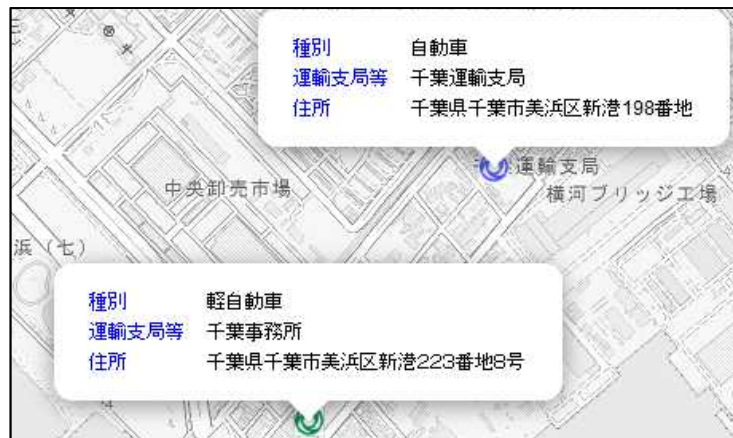 種別 自動車
運輸支局等 千葉運輸支局
住所 千葉県千葉市美浜区新港198番地
運輸支局
中央卸売市場
横河ブリッジ工場
浜(七)
種別 軽自動車
運輸支局等 千葉事務所
住所 千葉県千葉市美浜区新港223番地8号